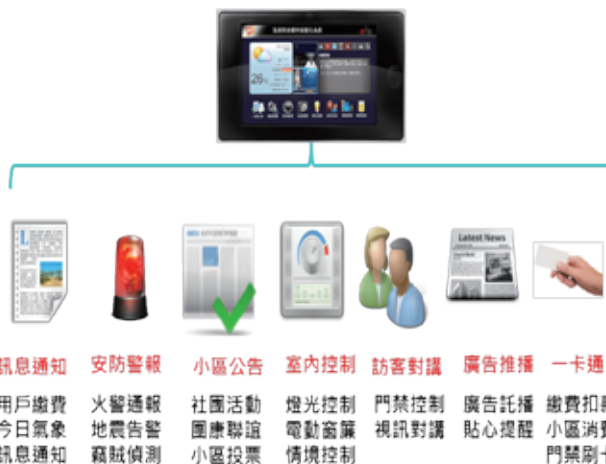 26
Latest News
訊息通知 安防警報 小區公告 室內控制 訪客對講 廣告推播 一卡通
用戶繳費 火警通報 社團活動 燈光控制 門禁控制 廣告託播 繳費扣款
今日氣象 地震告警 團康聯誼 電動窗簾 視訊對講 貼心提醒 小區消費
訊息通知 竊賊偵測 小區投票 情境控制 門禁刷卡